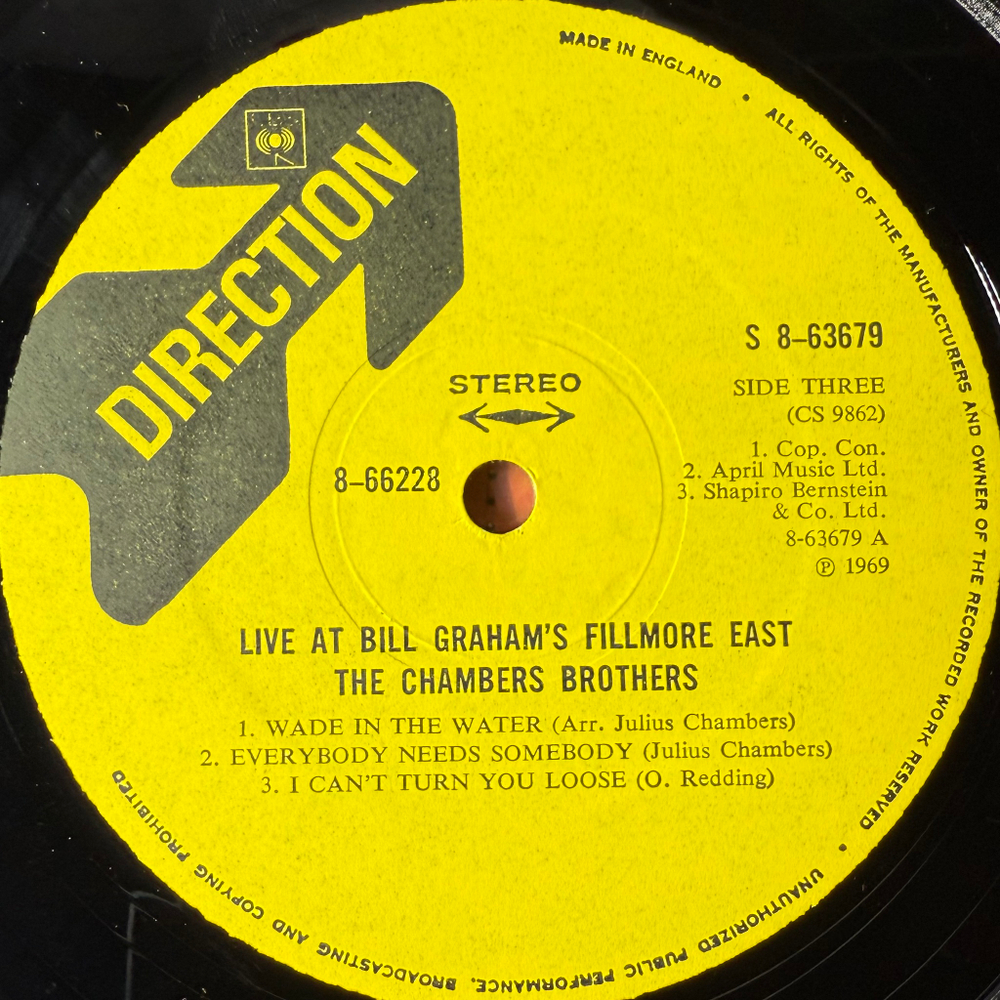 MADE IN ENGLAND • ALL RIGHTS OF THE MANUFACTURERS AND OWNER OF THE RECORDED WORK RESERVED • UNAUTHORIZED PUBLIC PERFORMANCE, BROADCASTING AND COPYING PROHIBITED
DIRECTION
S 8–63679
STEREO
SIDE THREE
(CS 9862)
8–66228
1. Cop. Con.
2. April Music Ltd.
3. Shapiro Bernstein
& Co. Ltd.
8-63679 A
℗ 1969
LIVE AT BILL GRAHAM'S FILLMORE EAST
THE CHAMBERS BROTHERS
1. WADE IN THE WATER (Arr. Julius Chambers)
2. EVERYBODY NEEDS SOMEBODY (Julius Chambers)
3. I CAN'T TURN YOU LOOSE (O. Redding)